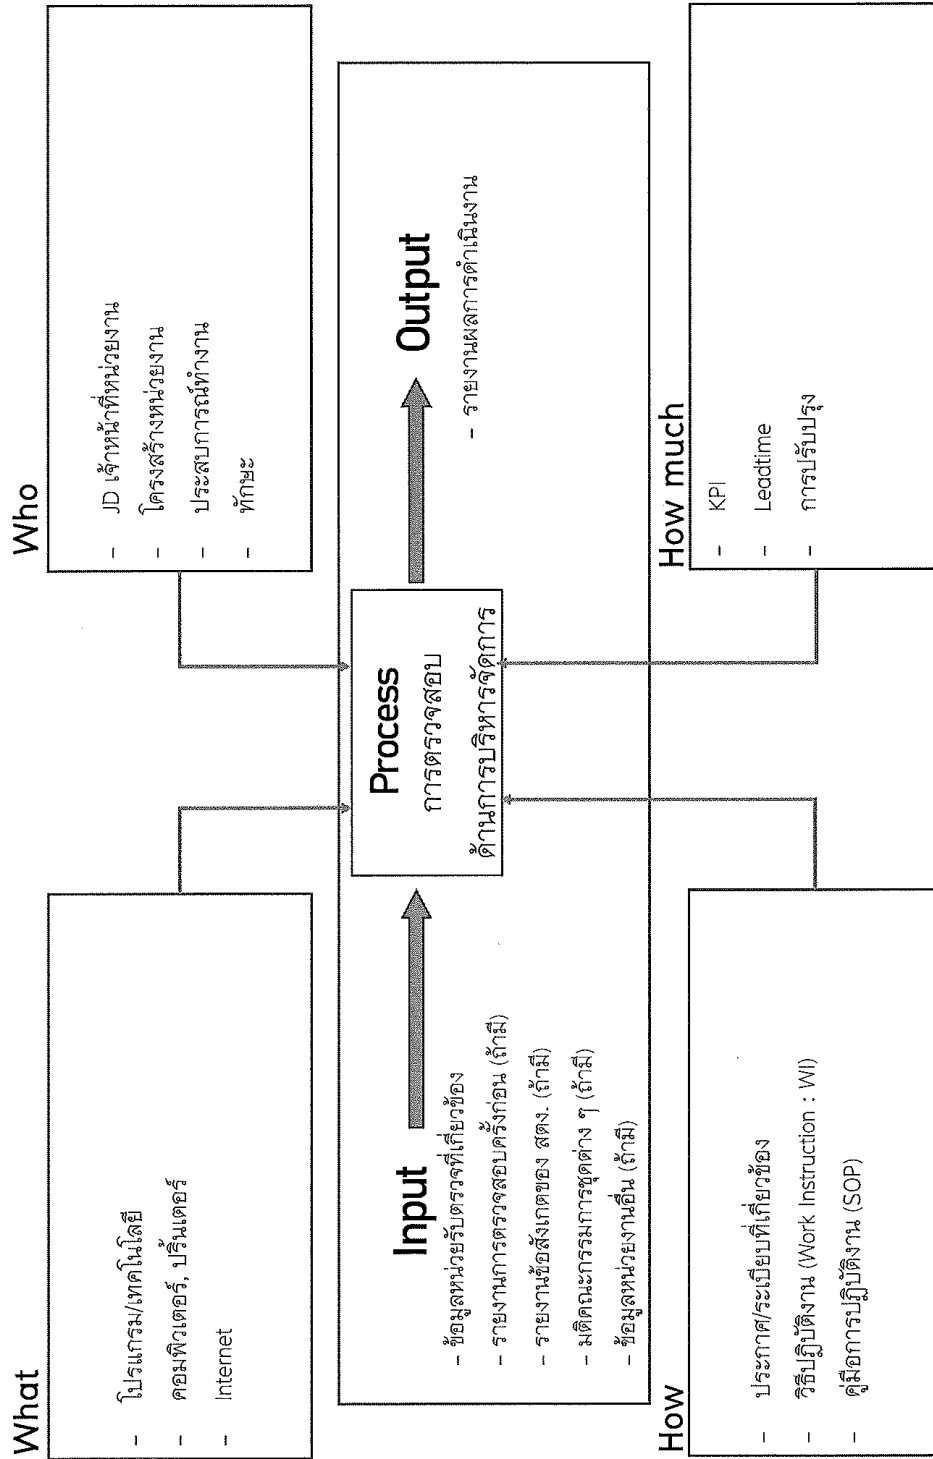 What
- โปรแกรม/เทคโนโลยี
- คอมพิวเตอร์, ปริ้นเตอร์
- Internet
Who
- JD เจ้าหน้าที่หน่วยงาน
- โครงสร้างหน่วยงาน
- ประสบการณ์ทำงาน
- ทักษะ
Input
- ข้อมูลหน่วยรับตรวจที่เกี่ยวข้อง
- รายงานการตรวจสอบครั้งก่อน (ถ้ามี)
- รายงานข้อสังเกตของ สตง. (ถ้ามี)
- มติคณะกรรมการชุดต่าง ๆ (ถ้ามี)
- ข้อมูลหน่วยงานอื่น (ถ้ามี)
Process
การตรวจสอบ
ด้านการบริหารจัดการ
Output
- รายงานผลการดำเนินงาน
How
- ประกาศ/ระเบียบที่เกี่ยวข้อง
- วิธีปฏิบัติงาน (Work Instruction : WI)
- คู่มือการปฏิบัติงาน (SOP)
How much
- KPI
- Leadtime
- การปรับปรุง